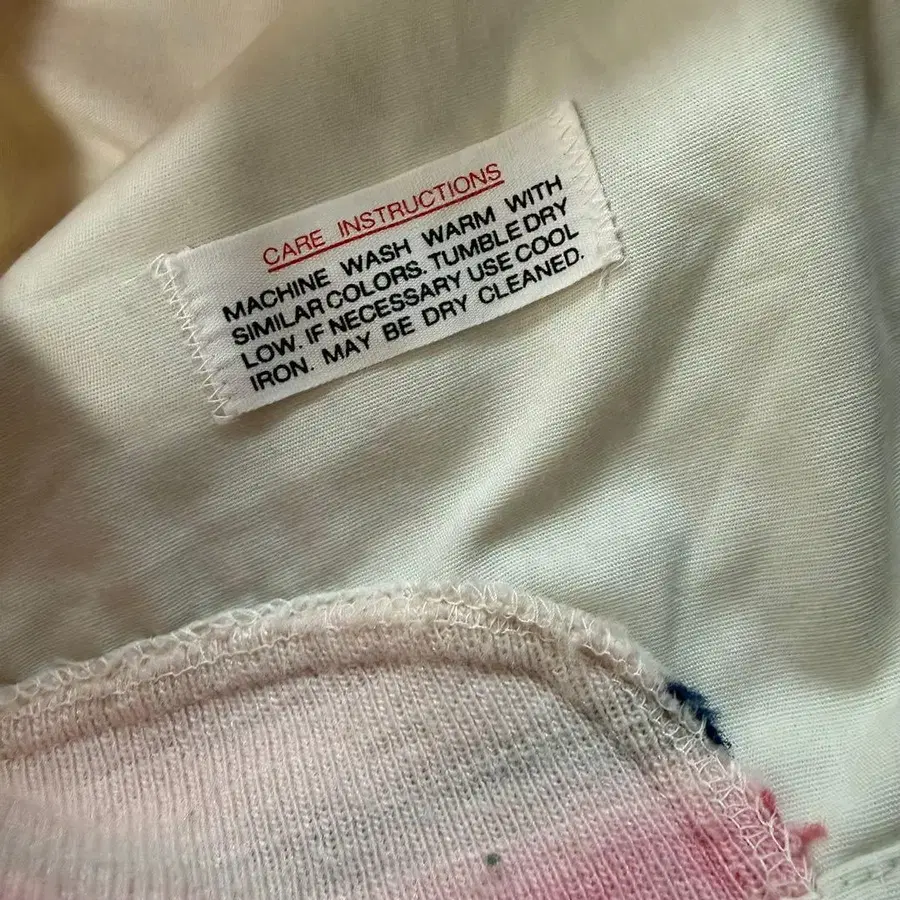 CARE INSTRUCTIONS
MACHINE WASH WARM WITH
SIMILAR COLORS. TUMBLE DRY
LOW. IF NECESSARY USE COOL
IRON. MAY BE DRY CLEANED.